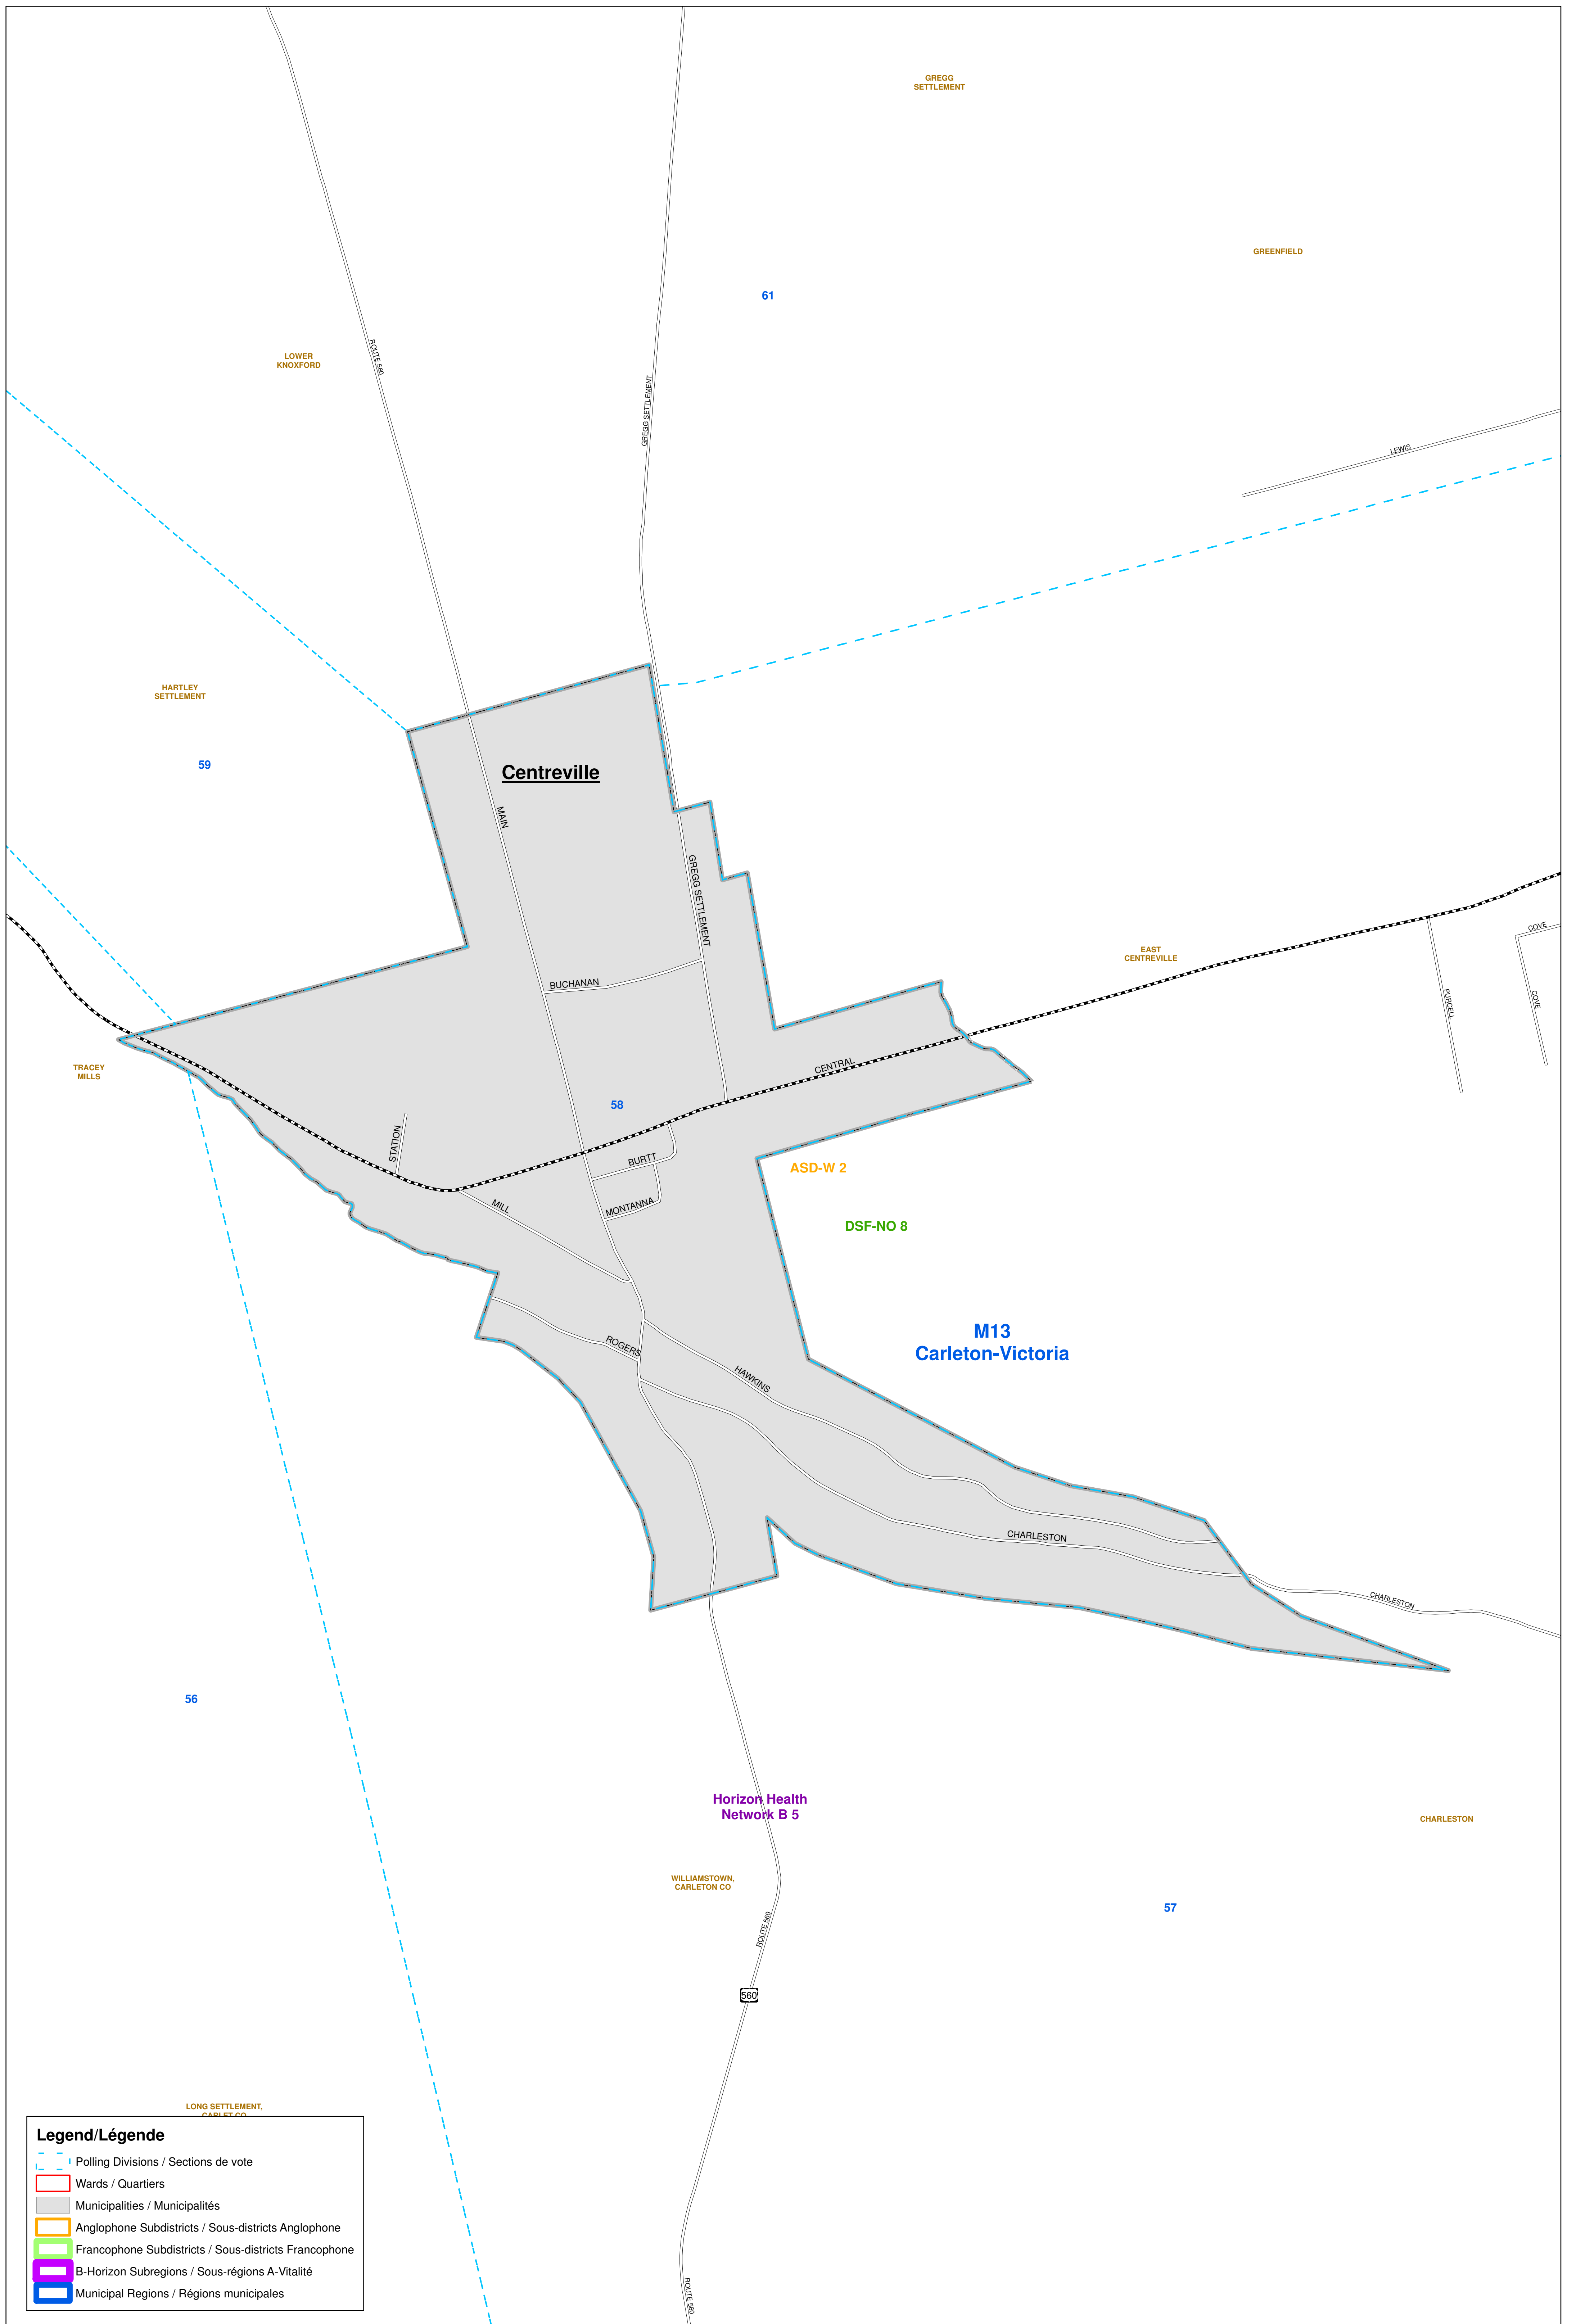 GREGG
SETTLEMENT
GREENFIELD
61
LOWER
KNOXFORD
ROUTE 560
GREGG SETTLEMENT
LEWIS
HARTLEY
SETTLEMENT
59
Centreville
MAIN
GREGG SETTLEMENT
EAST
CENTREVILLE
COVE
COVE
PURCELL
BUCHANAN
TRACEY
MILLS
CENTRAL
58
STATION
BURTT
MONTANNA
MILL
ASD-W 2
DSF-NO 8
M13
Carleton-Victoria
ROGERS
HAWKINS
CHARLESTON
CHARLESTON
56
Horizon Health
Network B 5
CHARLESTON
WILLIAMSTOWN,
CARLETON CO
57
ROUTE 560
560
LONG SETTLEMENT,
CARLET CO
Legend/Légende
Polling Divisions / Sections de vote
Wards / Quartiers
Municipalities / Municipalités
Anglophone Subdistricts / Sous-districts Anglophone
Francophone Subdistricts / Sous-districts Francophone
B-Horizon Subregions / Sous-régions A-Vitalité
Municipal Regions / Régions municipales
ROUTE 560